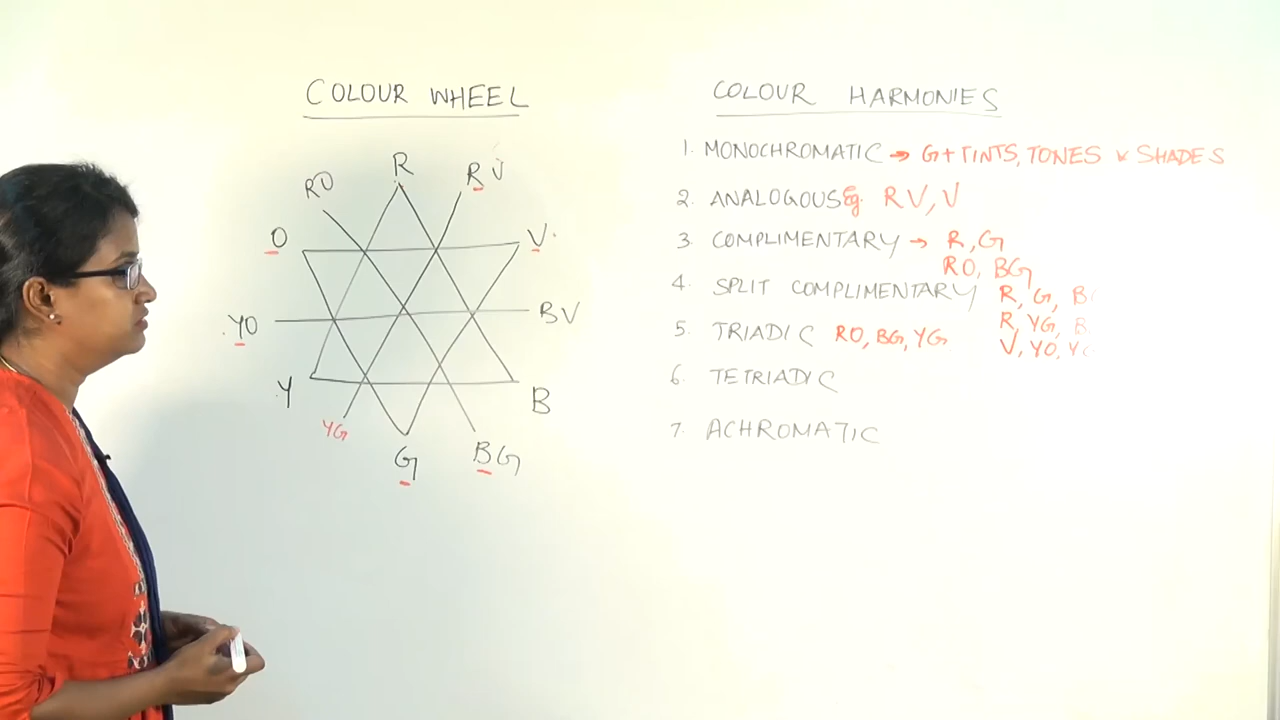 COLOUR WHEEL
R
RO
RV
O
V
YO
BV
Y
B
YG
G
BG
COLOUR HARMONIES
1. MONOCHROMATIC → G+TINTS, TONES & SHADES
2. ANALOGOUS Eg. RV, V
3. COMPLIMENTARY → R, G
RO, BG
4. SPLIT COMPLIMENTARY R, G,
R, YG,
5. TRIADIC RO, BG, YG V, YO,
6. TETRIADIC
7. ACHROMATIC